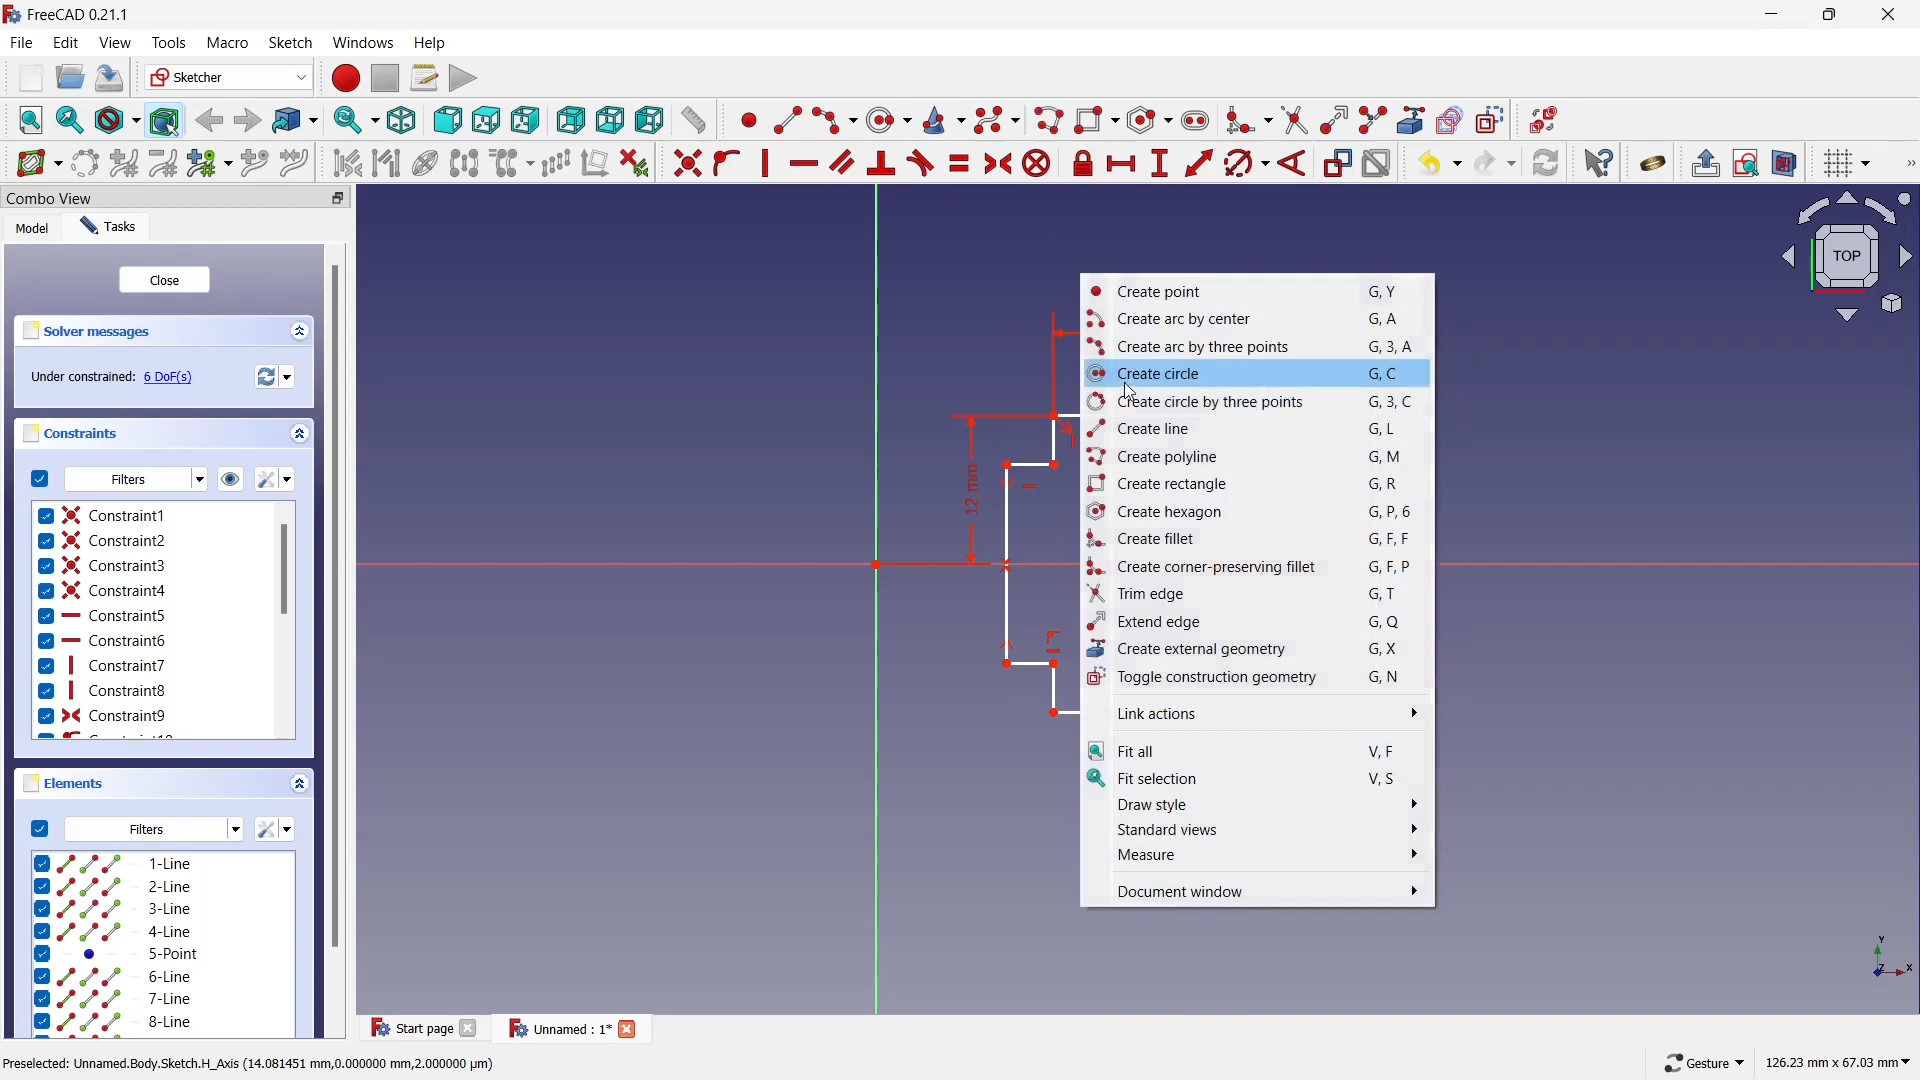 FreeCAD 0.21.1
File Edit View Tools Macro Sketch Windows Help
Sketcher
Combo View
Model Tasks
Close
Solver messages
Under constrained: 6 DoF(s)
Constraints
Filters
Constraint1
Constraint2
Constraint3
Constraint4
Constraint5
Constraint6
Constraint7
Constraint8
Constraint9
Elements
Filters
1-Line
2-Line
3-Line
4-Line
5-Point
6-Line
7-Line
8-Line
12 mm
Create point G, Y
Create arc by center G, A
Create arc by three points G, 3, A
Create circle G, C
Create circle by three points G, 3, C
Create line G, L
Create polyline G, M
Create rectangle G, R
Create hexagon G, P, 6
Create fillet G, F, F
Create corner-preserving fillet G, F, P
Trim edge G, T
Extend edge G, Q
Create external geometry G, X
Toggle construction geometry G, N
Link actions
Fit all V, F
Fit selection V, S
Draw style
Standard views
Measure
Document window
TOP
Y
Z X
Start page Unnamed : 1*
Preselected: Unnamed.Body.Sketch.H_Axis (14.081451 mm,0.000000 mm,2.000000 µm)
Gesture 126.23 mm x 67.03 mm